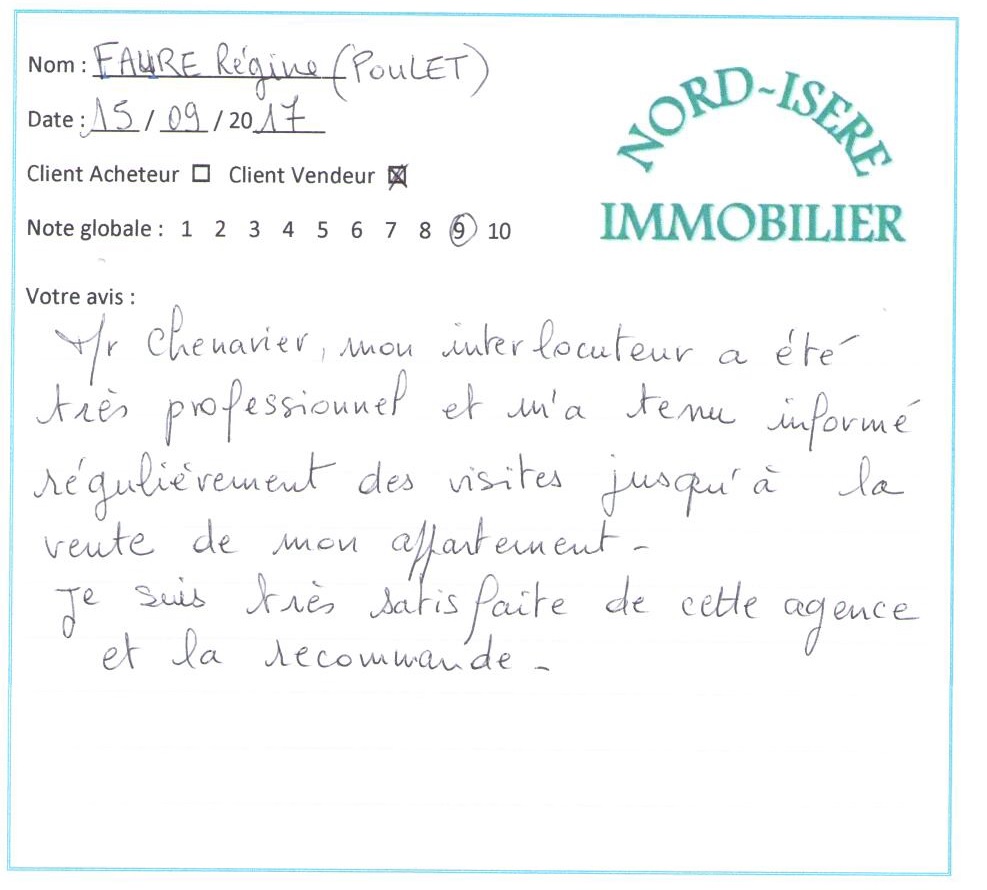 Nom : FAURE Régine (POULET)
Date : 15 / 09 / 2017
Client Acheteur ☐ Client Vendeur ☒
Note globale : 1 2 3 4 5 6 7 8 9 10
NORD-ISERE
IMMOBILIER
Votre avis :
Mr Chenavier, mon interlocuteur a été
très professionnel et m'a tenu informé
régulièrement des visites jusqu'à la
vente de mon appartement -
Je suis très satisfaite de cette agence
et la recommande -